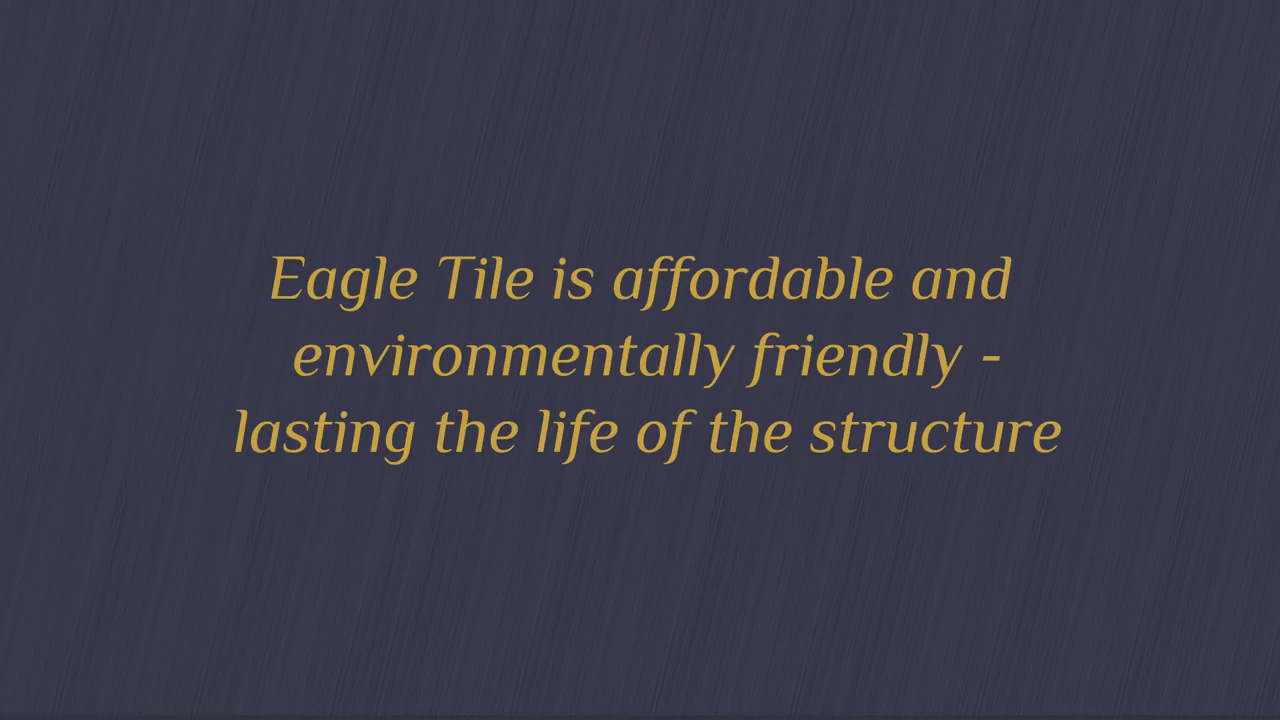 Eagle Tile is affordable and
environmentally friendly -
lasting the life of the structure